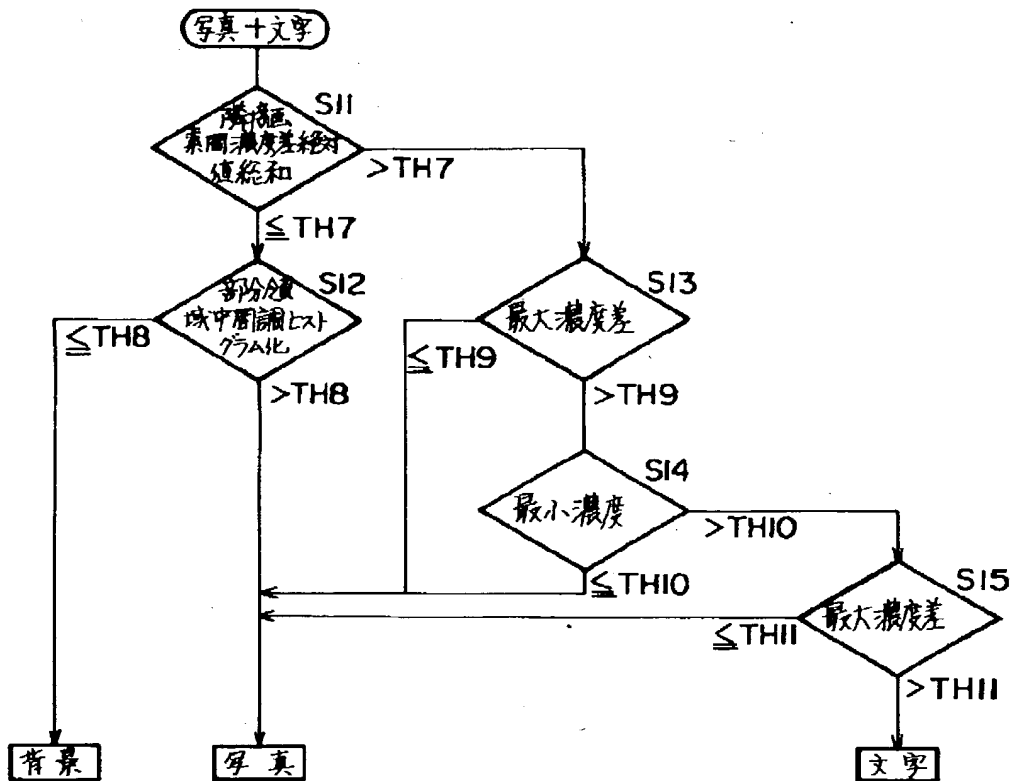 写真+文字
S11
隣接画
素間濃度差絶対
値総和
>TH7
≦TH7
S12
部分領
域中間調ヒスト
グラム化
≦TH8
>TH8
S13
最大濃度差
≦TH9
>TH9
S14
最小濃度
>TH10
≦TH10
S15
最大濃度差
≦TH11
>TH11
背景
写真
文字